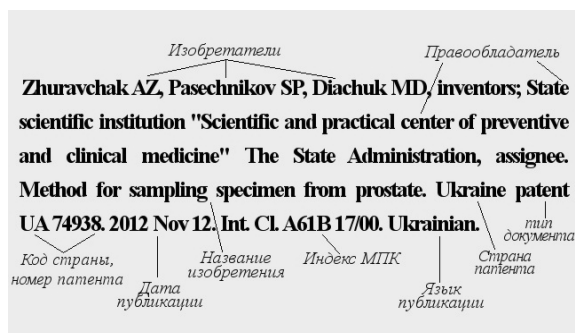 Изобретатели
Правообладатель
Zhuravchak AZ, Pasechnikov SP, Diachuk MD, inventors; State
scientific institution "Scientific and practical center of preventive
and clinical medicine" The State Administration, assignee.
Method for sampling specimen from prostate. Ukraine patent
UA 74938. 2012 Nov 12. Int. Cl. A61B 17/00. Ukrainian.
Код страны,
номер патента
Дата
публикации
Название
изобретения
Индекс МПК
Язык
публикации
Страна
патента
тип
документа